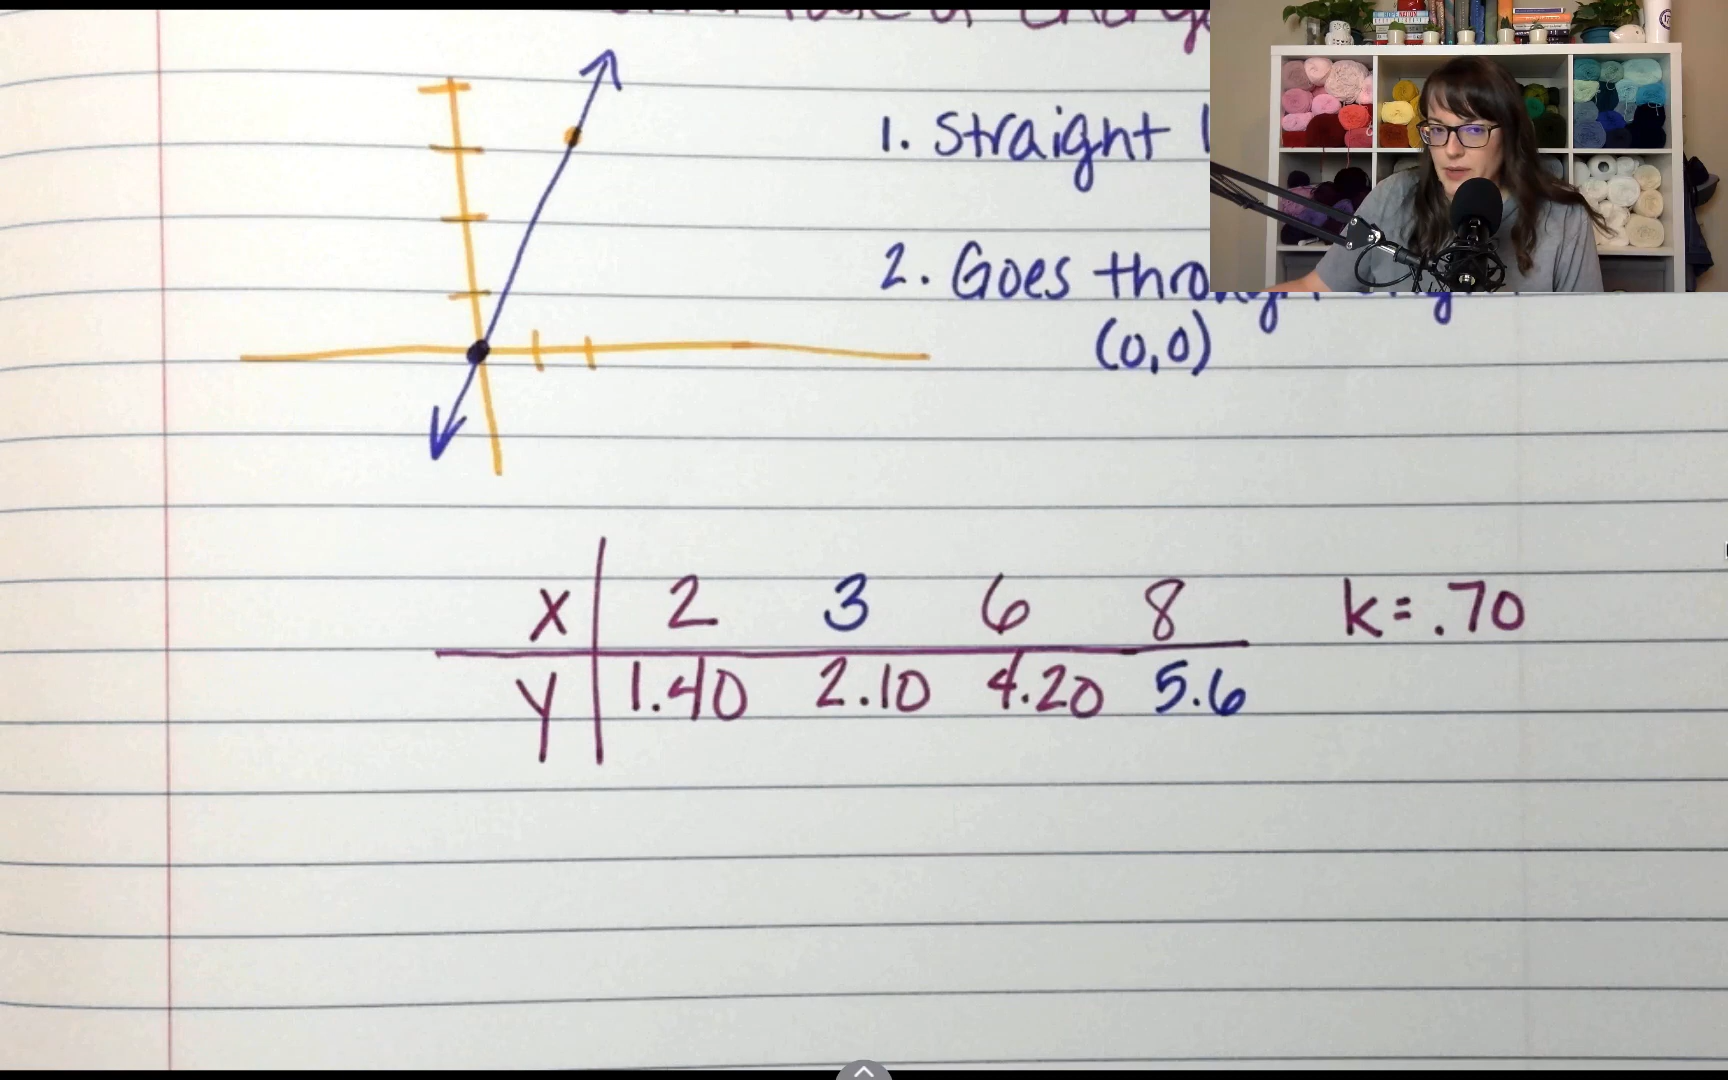 1. Straight
2. Goes through
(0,0)
X 2 3 6 8 k = .70
Y 1.40 2.10 4.20 5.6